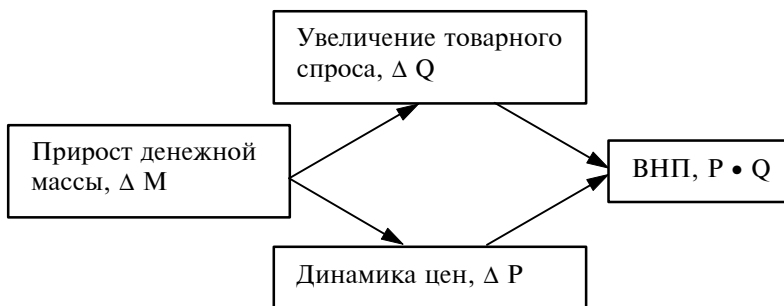 Увеличение товарного
спроса, Δ Q
Прирост денежной
массы, Δ M
ВНП, P • Q
Динамика цен, Δ P